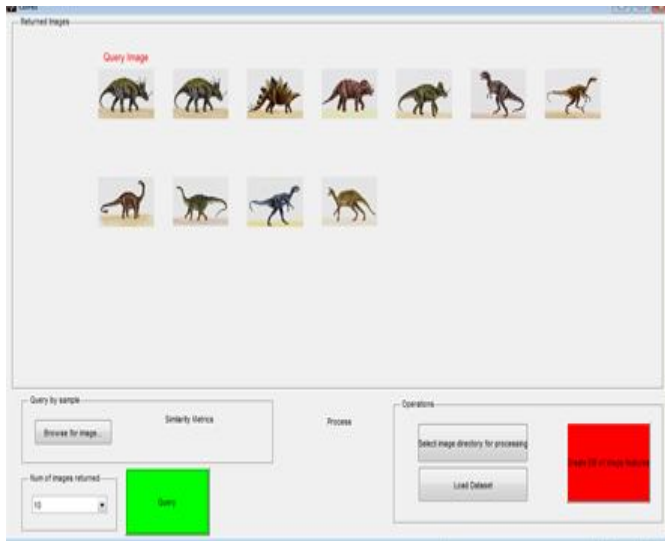 Returned Images
Query Image
Query by sample
Browse for image...
Similarity Metrics
Process
Operations
Select image directory for processing
Load Dataset
Num of images returned
10
Query